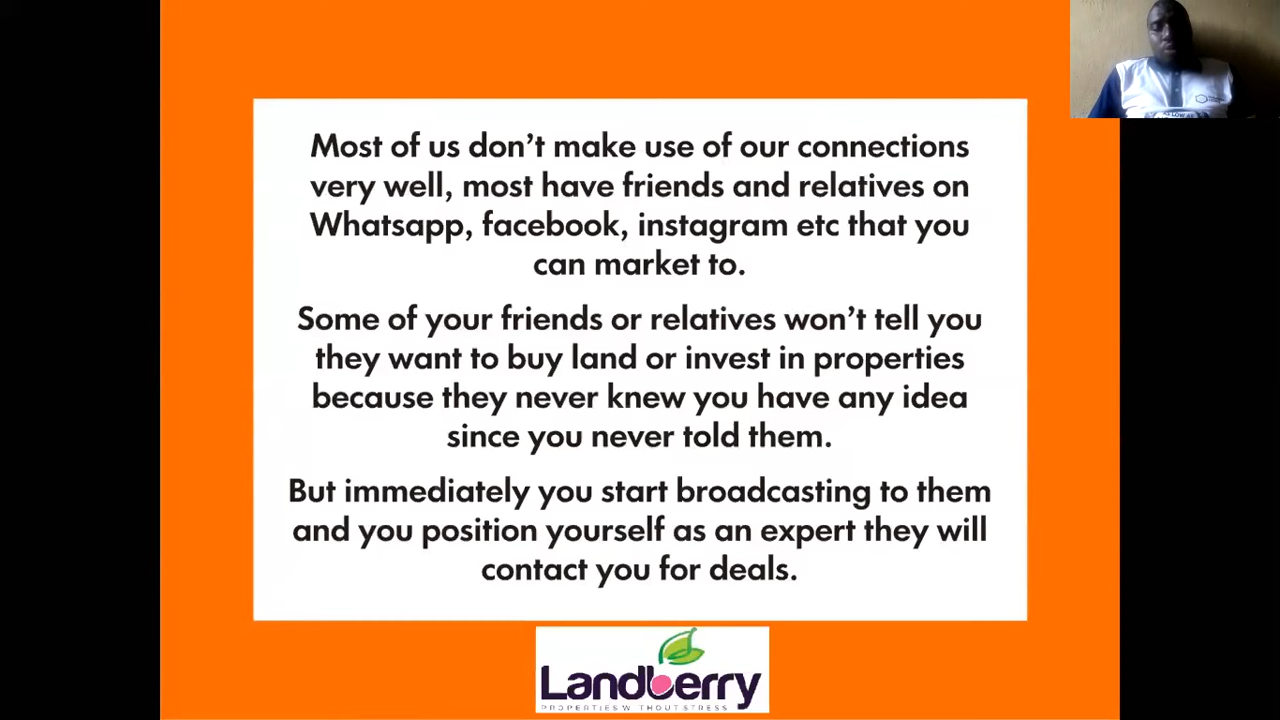 Most of us don't make use of our connections
very well, most have friends and relatives on
Whatsapp, facebook, instagram etc that you
can market to.
Some of your friends or relatives won't tell you
they want to buy land or invest in properties
because they never knew you have any idea
since you never told them.
But immediately you start broadcasting to them
and you position yourself as an expert they will
contact you for deals.
Landberry
PROPERTIES WITHOUT STRESS